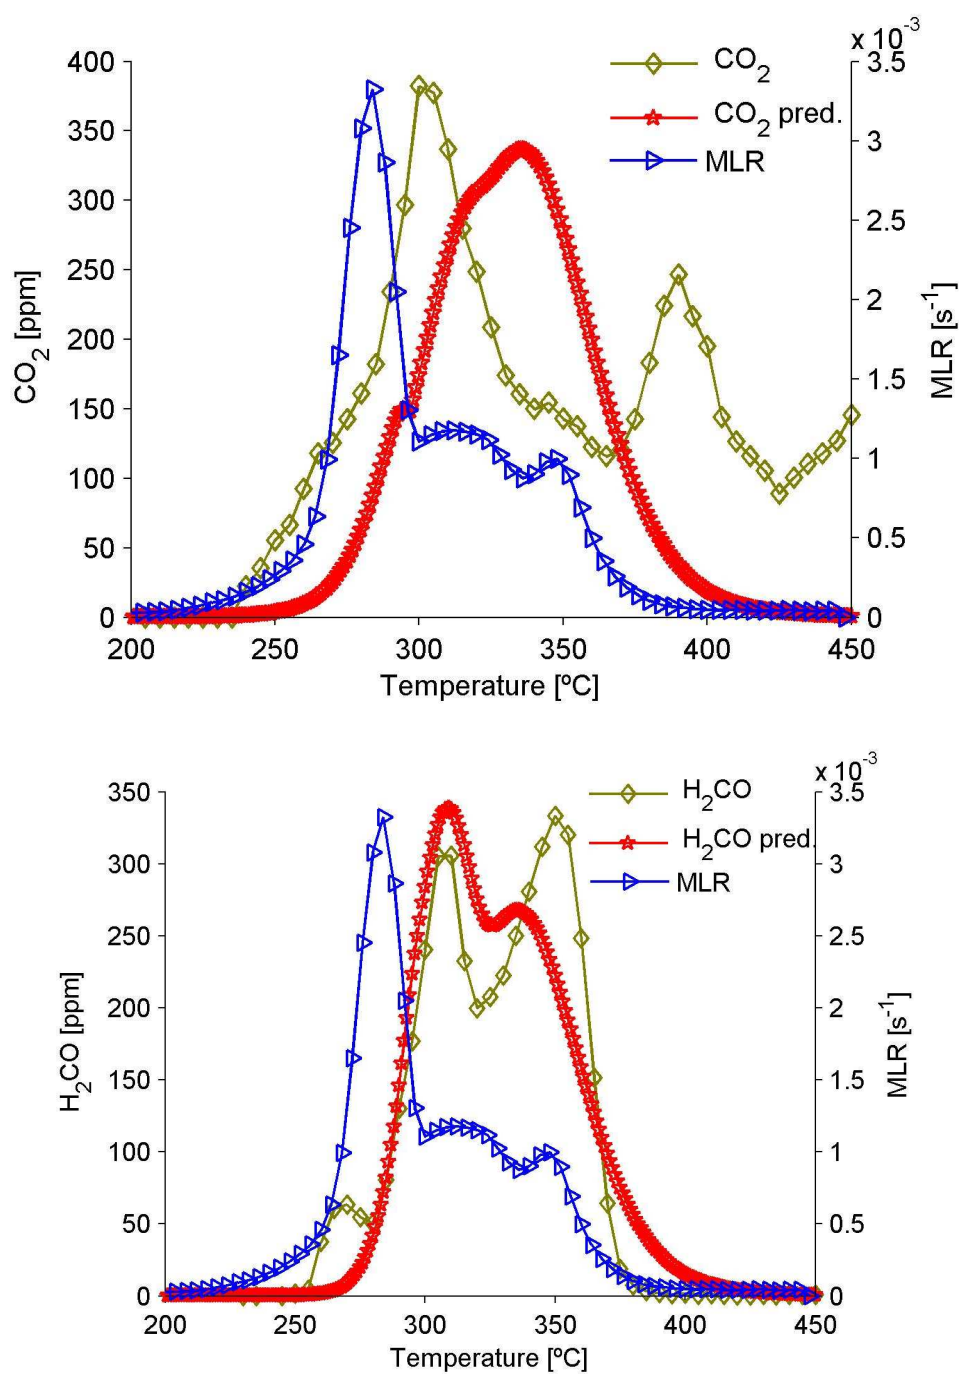 x 10-3
400 3.5
CO2
350 3
CO2 pred.
MLR
300 2.5
250 2
200
150 1.5
100 1
50 0.5
0 0
CO2 [ppm]
MLR [s-1]
200 250 300 350 400 450
Temperature [ºC]
x 10-3
350 3.5
H2CO
300 3
H2CO pred.
MLR
250 2.5
200 2
150 1.5
100 1
50 0.5
0 0
H2CO [ppm]
MLR [s-1]
200 250 300 350 400 450
Temperature [ºC]